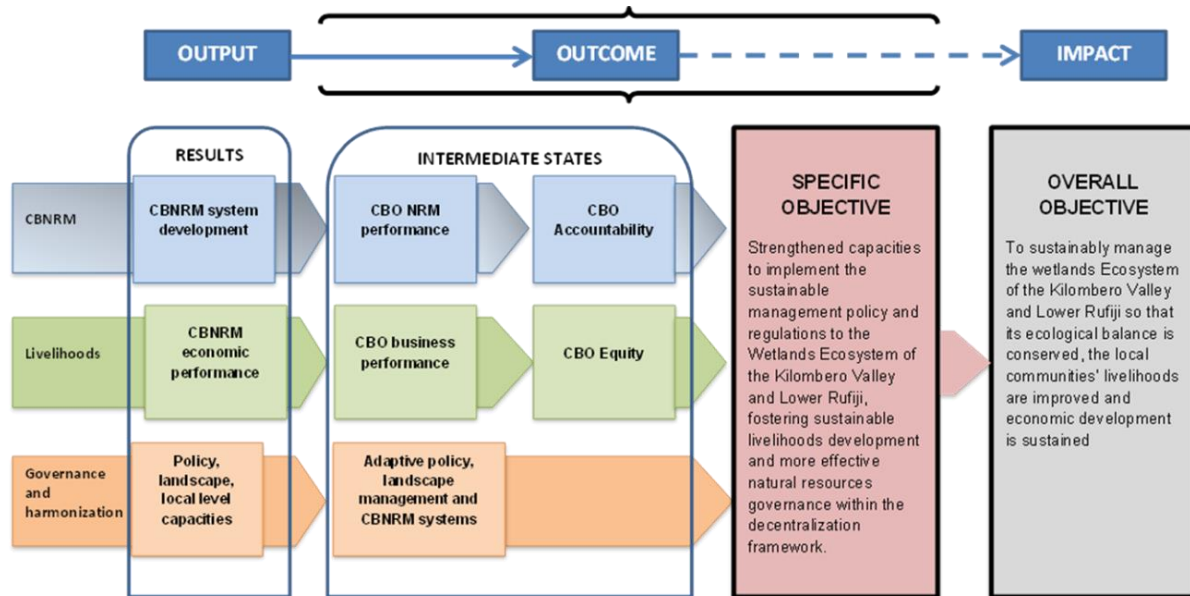 OUTPUT
OUTCOME
IMPACT
RESULTS
INTERMEDIATE STATES
CBNRM
CBNRM system
development
CBO NRM
performance
CBO
Accountability
Livelihoods
CBNRM
economic
performance
CBO business
performance
CBO Equity
Governance
and
harmonization
Policy,
landscape,
local level
capacities
Adaptive policy,
landscape
management and
CBNRM systems
SPECIFIC
OBJECTIVE
Strengthened capacities
to implement the
sustainable
management policy and
regulations to the
Wetlands Ecosystem of
the Kilombero Valley
and Lower Rufiji,
fostering sustainable
livelihoods development
and more effective
natural resources
governance within the
decentralization
framework.
OVERALL
OBJECTIVE
To sustainably manage
the wetlands Ecosystem
of the Kilombero Valley
and Lower Rufiji so that
its ecological balance is
conserved, the local
communities' livelihoods
are improved and
economic development
is sustained